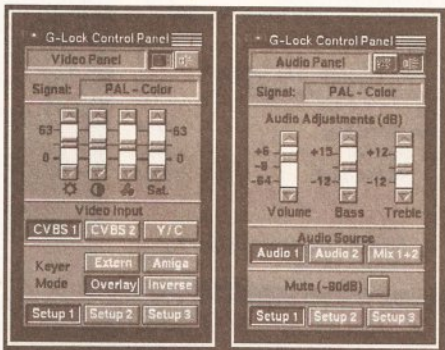 G-Lock Control Panel
Video Panel
Signal: PAL - Color
63 63
0 0
Sat.
Video Input
CVBS 1 CVBS 2 Y/C
Keyer Mode
Extern Amiga
Overlay Inverse
Setup 1 Setup 2 Setup 3
G-Lock Control Panel
Audio Panel
Signal: PAL - Color
Audio Adjustments (dB)
+6 +15 +12
-8
-64 -12 -12
Volume Bass Treble
Audio Source
Audio 1 Audio 2 Mix 1+2
Mute (-80dB)
Setup 1 Setup 2 Setup 3